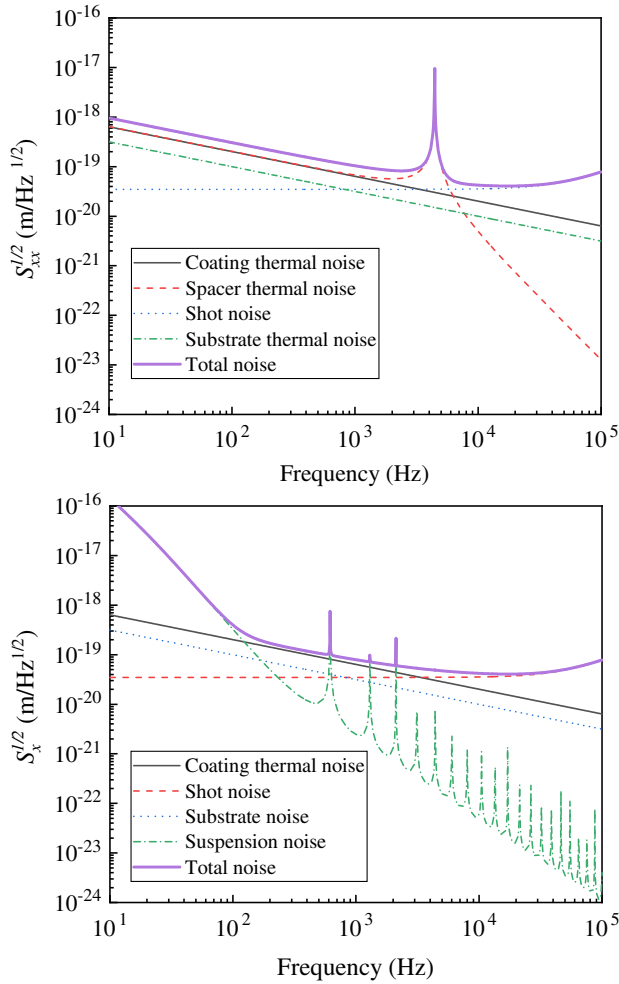 10^-16
10^-17
10^-18
10^-19
10^-20
10^-21
10^-22
10^-23
10^-24
S_xx^1/2 (m/Hz^1/2)
Coating thermal noise
Spacer thermal noise
Shot noise
Substrate thermal noise
Total noise
10^1 10^2 10^3 10^4 10^5
Frequency (Hz)
10^-16
10^-17
10^-18
10^-19
10^-20
10^-21
10^-22
10^-23
10^-24
S_x^1/2 (m/Hz^1/2)
Coating thermal noise
Shot noise
Substrate noise
Suspension noise
Total noise
10^1 10^2 10^3 10^4 10^5
Frequency (Hz)